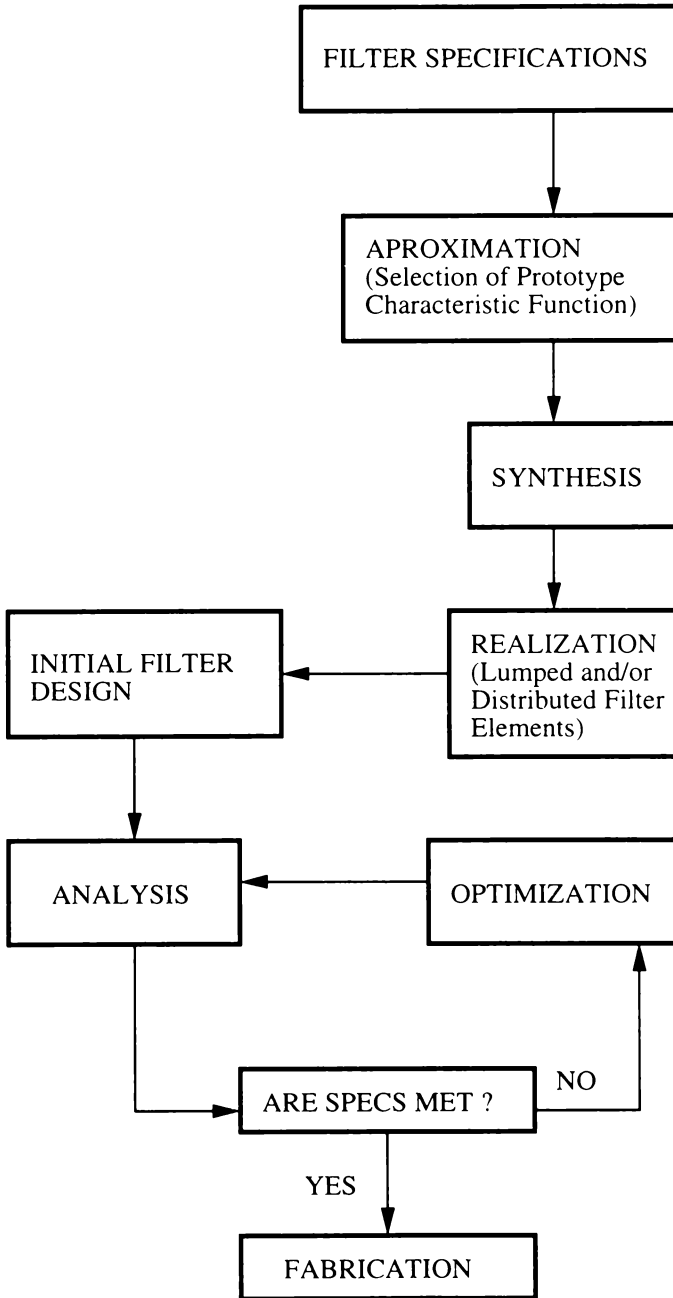 FILTER SPECIFICATIONS
APROXIMATION
(Selection of Prototype
Characteristic Function)
SYNTHESIS
REALIZATION
(Lumped and/or
Distributed Filter
Elements)
INITIAL FILTER
DESIGN
ANALYSIS
OPTIMIZATION
ARE SPECS MET ?
NO
YES
FABRICATION